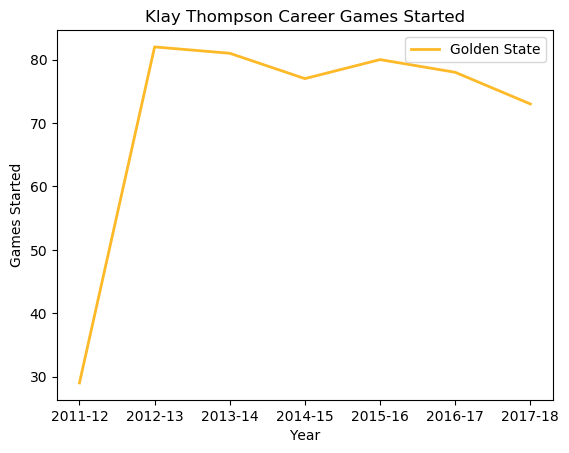 Klay Thompson Career Games Started
Golden State
Games Started
80
70
60
50
40
30
2011-12 2012-13 2013-14 2014-15 2015-16 2016-17 2017-18
Year